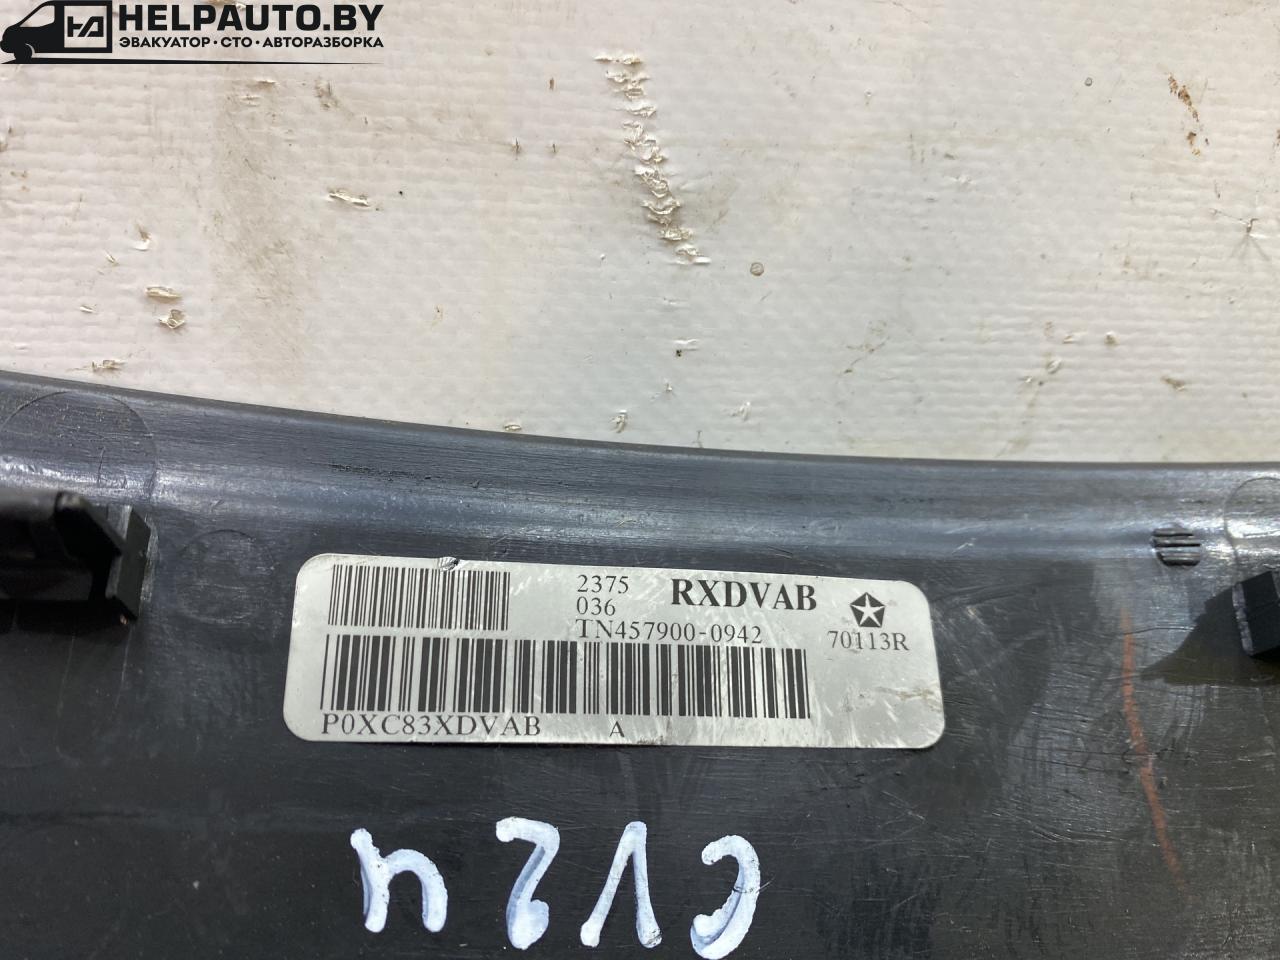 HELPAUTO.BY
ЭВАКУАТОР · СТО · АВТОРАЗБОРКА
2375
036
RXDVAB
TN457900-0942
70113R
P0XC83XDVAB A